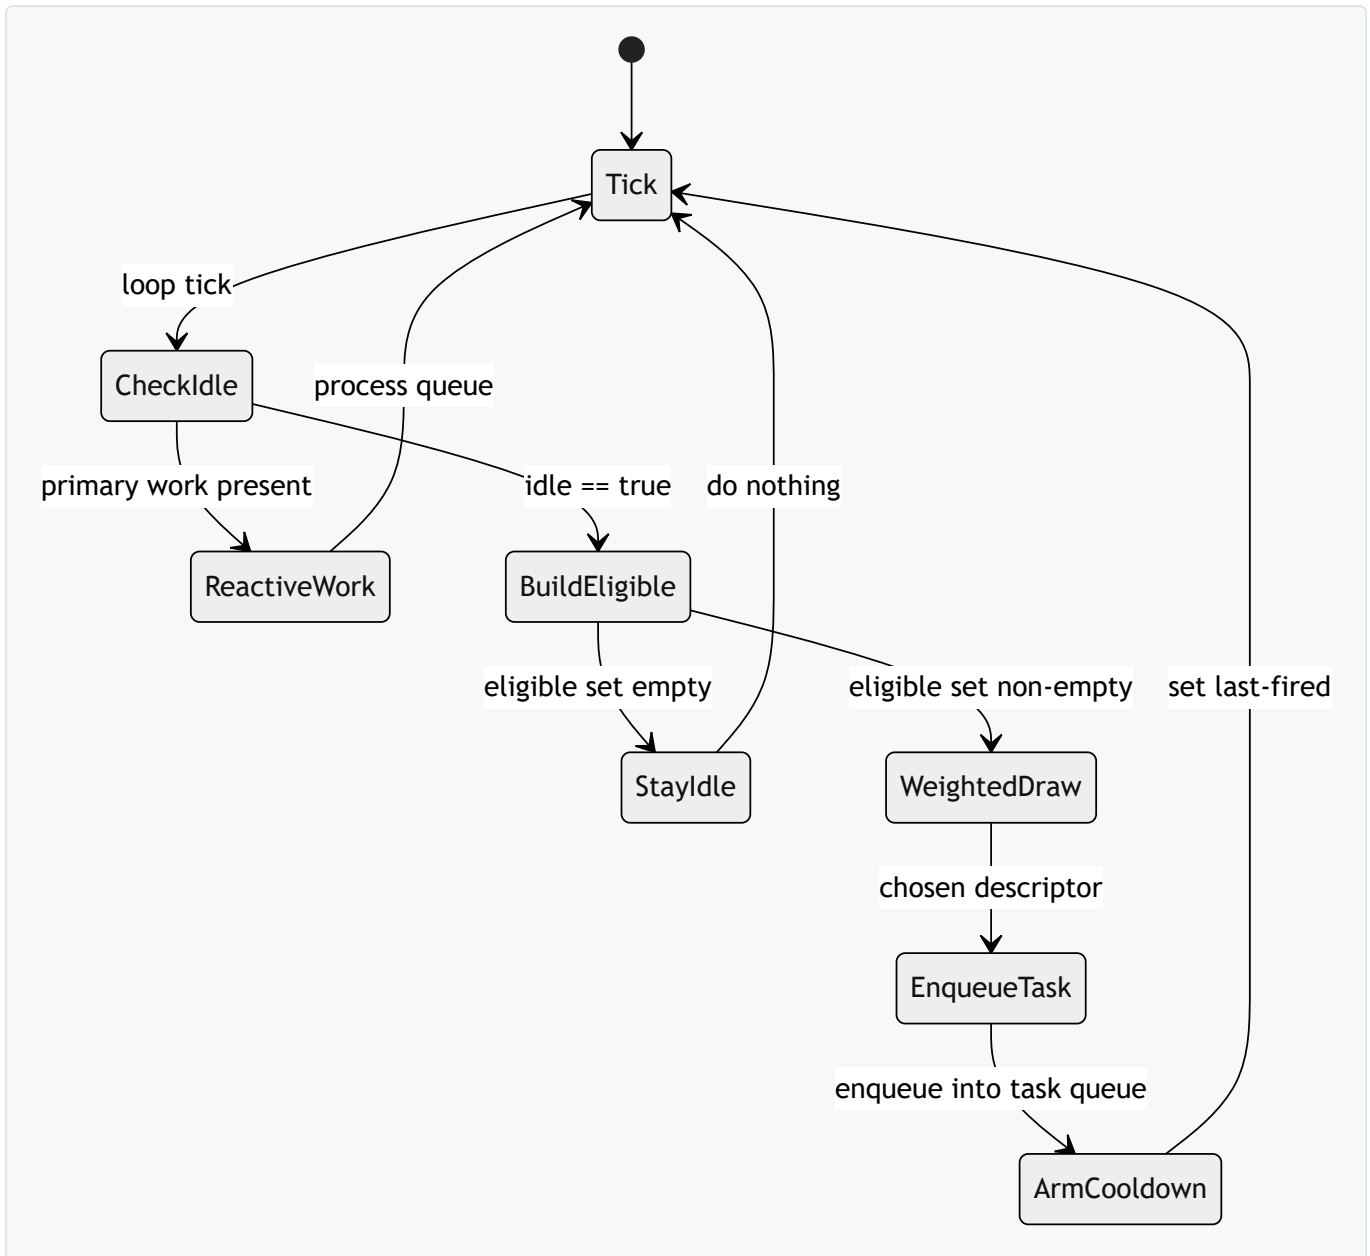 Tick
loop tick
CheckIdle
process queue
primary work present
idle == true
do nothing
ReactiveWork
BuildEligible
eligible set empty
eligible set non-empty
set last-fired
StayIdle
WeightedDraw
chosen descriptor
EnqueueTask
enqueue into task queue
ArmCooldown